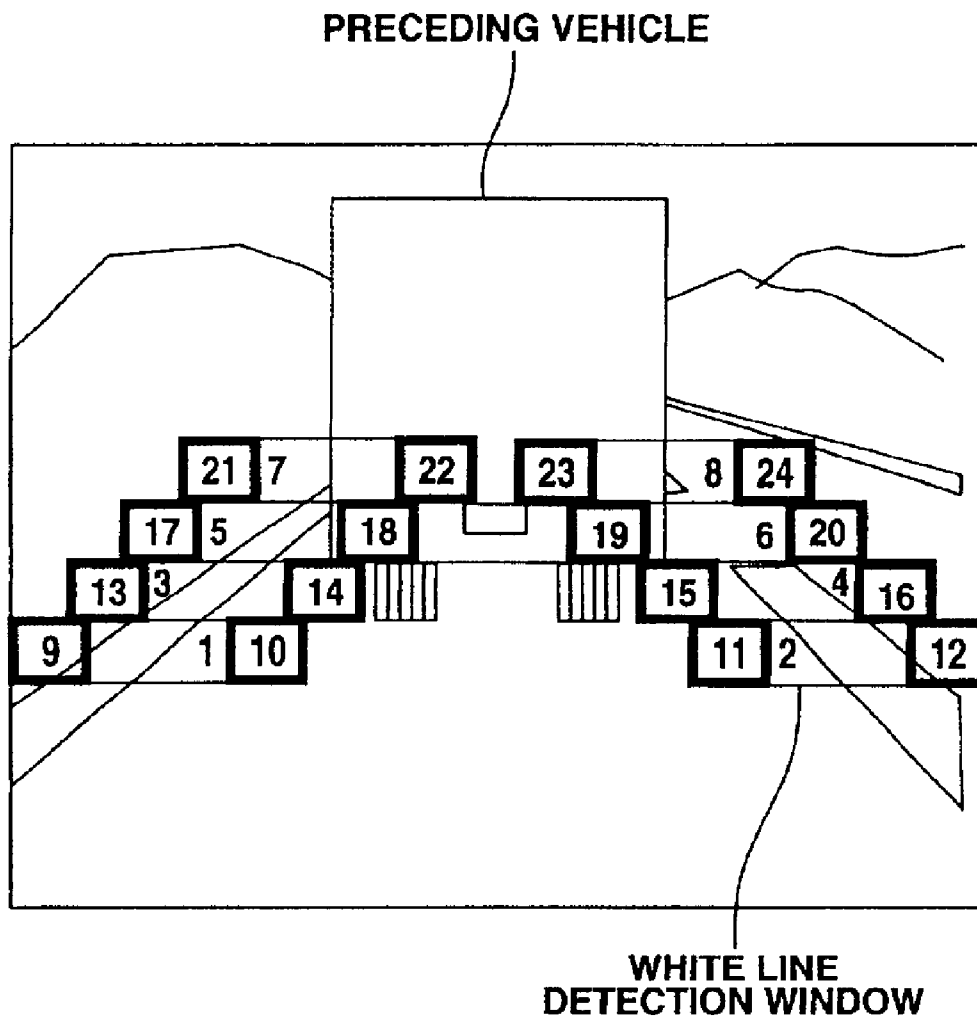 PRECEDING VEHICLE
21 7 22 23 8 24
17 5 18 19 6 20
13 3 14 15 4 16
9 1 10 11 2 12
WHITE LINE
DETECTION WINDOW